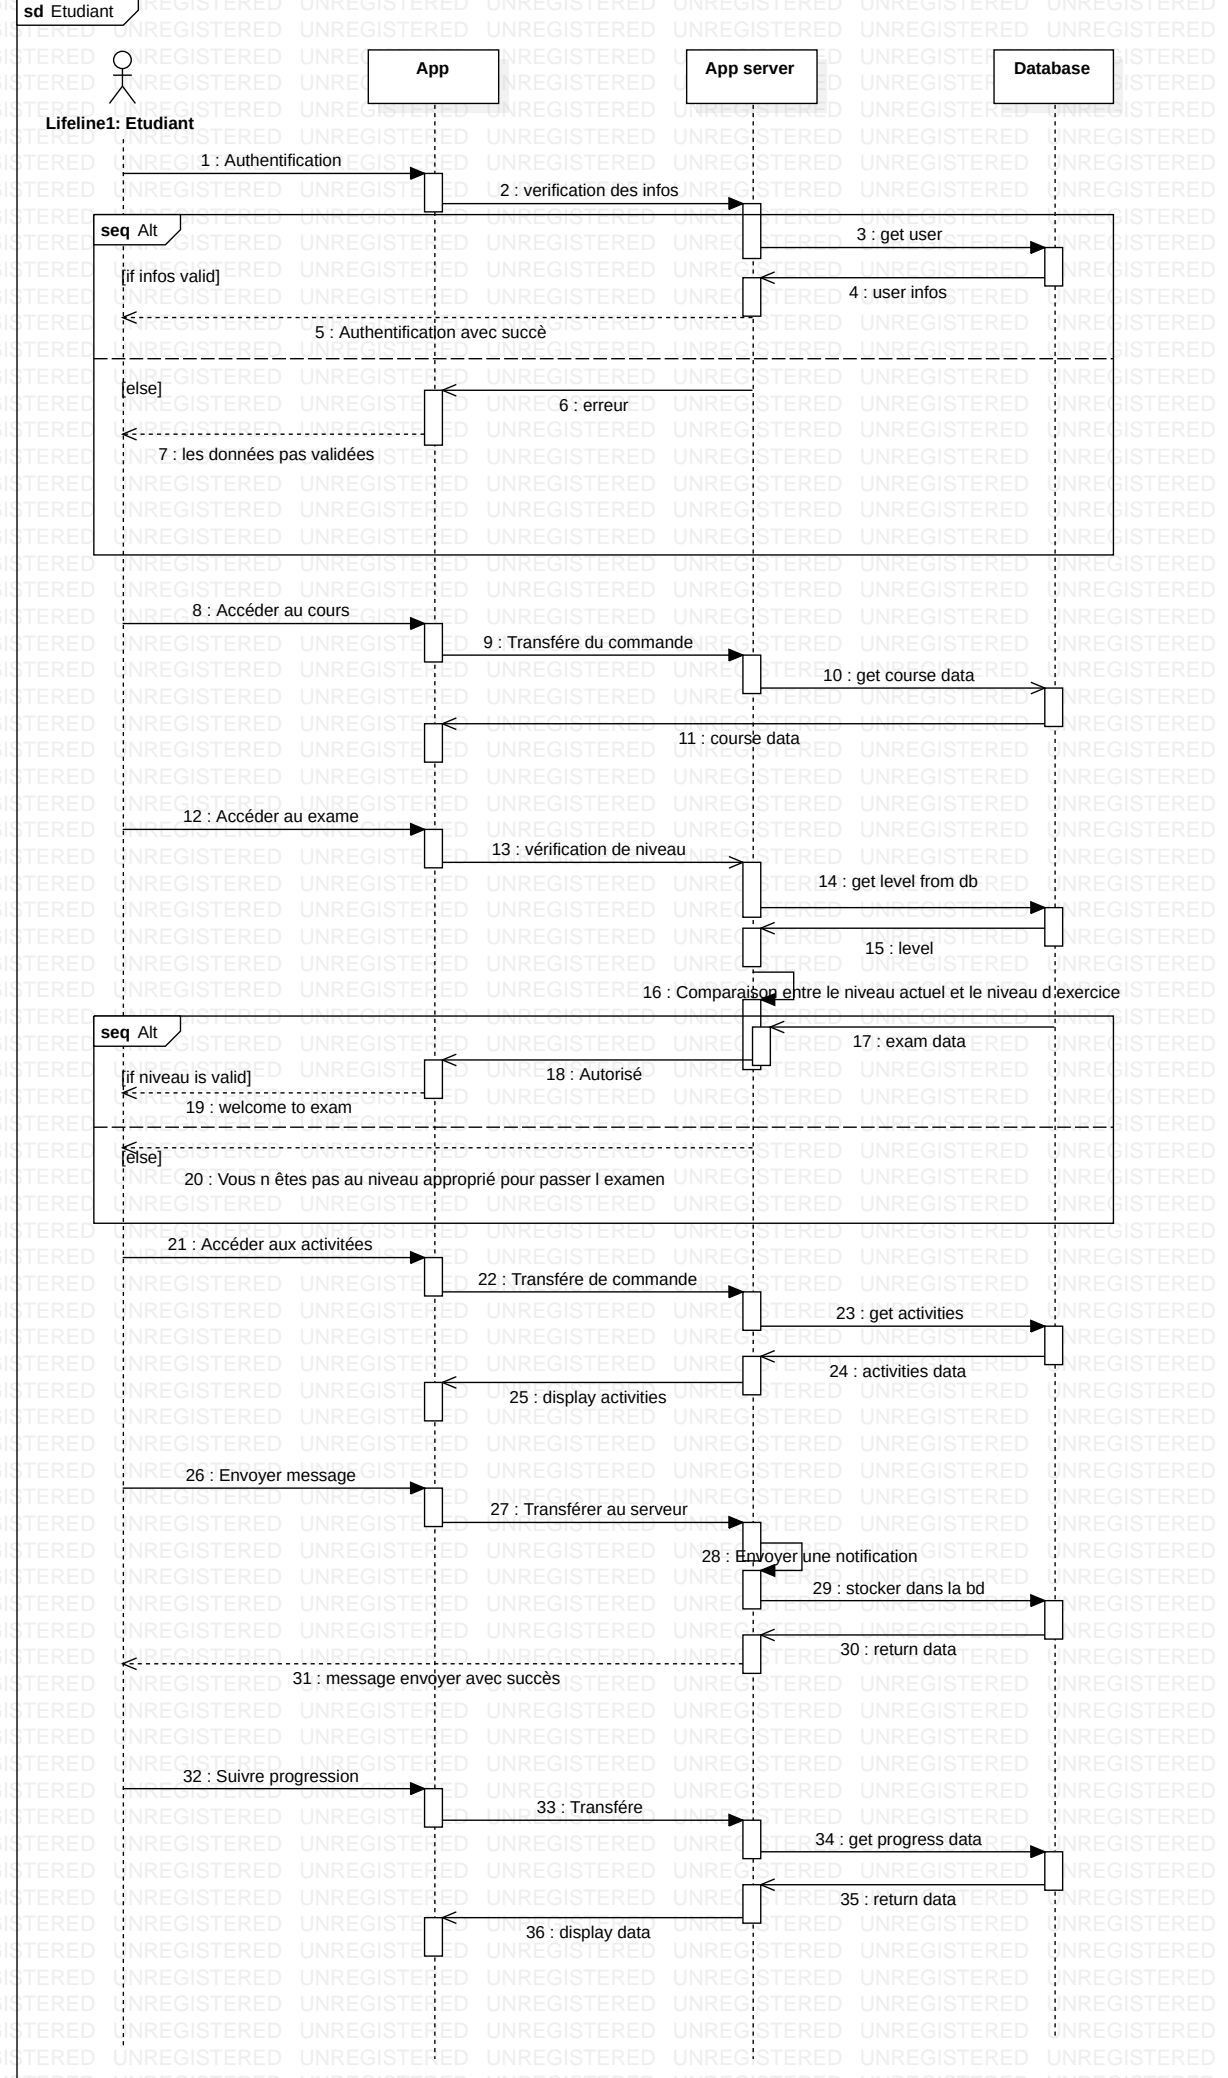 sd Etudiant
App
App server
Database
Lifeline1: Etudiant
1 : Authentification
2 : verification des infos
seq Alt
3 : get user
[if infos valid]
4 : user infos
5 : Authentification avec succè
[else]
6 : erreur
7 : les données pas validées
8 : Accéder au cours
9 : Transfére du commande
10 : get course data
11 : course data
12 : Accéder au exame
13 : vérification de niveau
14 : get level from db
15 : level
16 : Comparaison entre le niveau actuel et le niveau d exercice
seq Alt
17 : exam data
18 : Autorisé
[if niveau is valid]
19 : welcome to exam
[else]
20 : Vous n êtes pas au niveau approprié pour passer l examen
21 : Accéder aux activitées
22 : Transfére de commande
23 : get activities
24 : activities data
25 : display activities
26 : Envoyer message
27 : Transférer au serveur
28 : Envoyer une notification
29 : stocker dans la bd
30 : return data
31 : message envoyer avec succès
32 : Suivre progression
33 : Transfére
34 : get progress data
35 : return data
36 : display data
UNREGISTERED